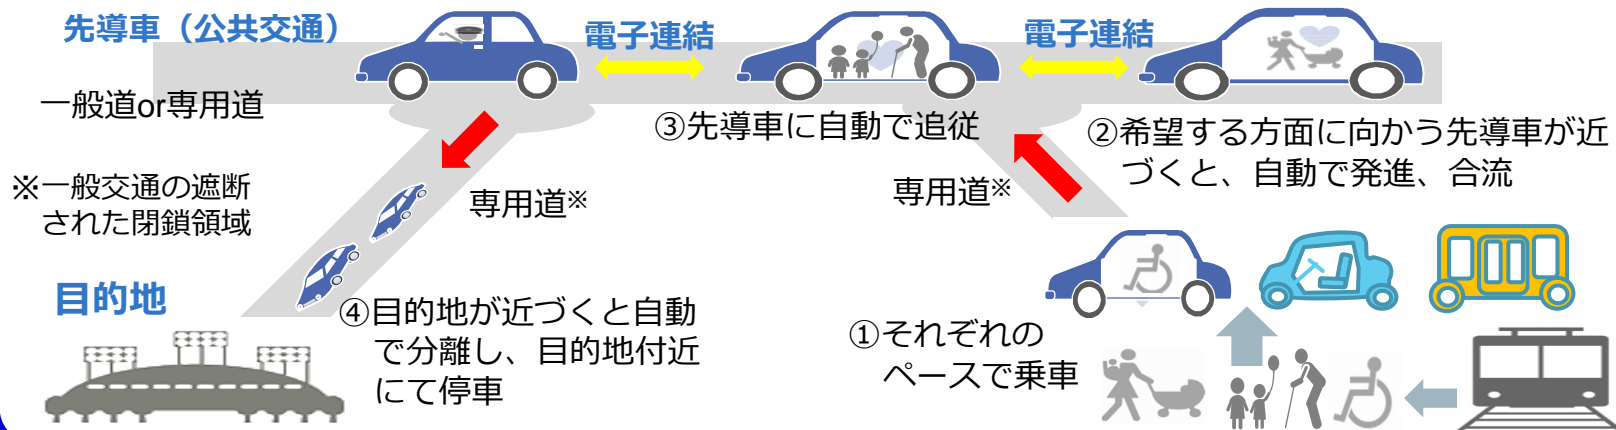 先導車（公共交通）
電子連結
電子連結
一般道or専用道
③先導車に自動で追従
②希望する方面に向かう先導車が近
づくと、自動で発進、合流
※一般交通の遮断
された閉鎖領域
専用道※
専用道※
目的地
④目的地が近づくと自動
で分離し、目的地付近
にて停車
①それぞれの
ペースで乗車